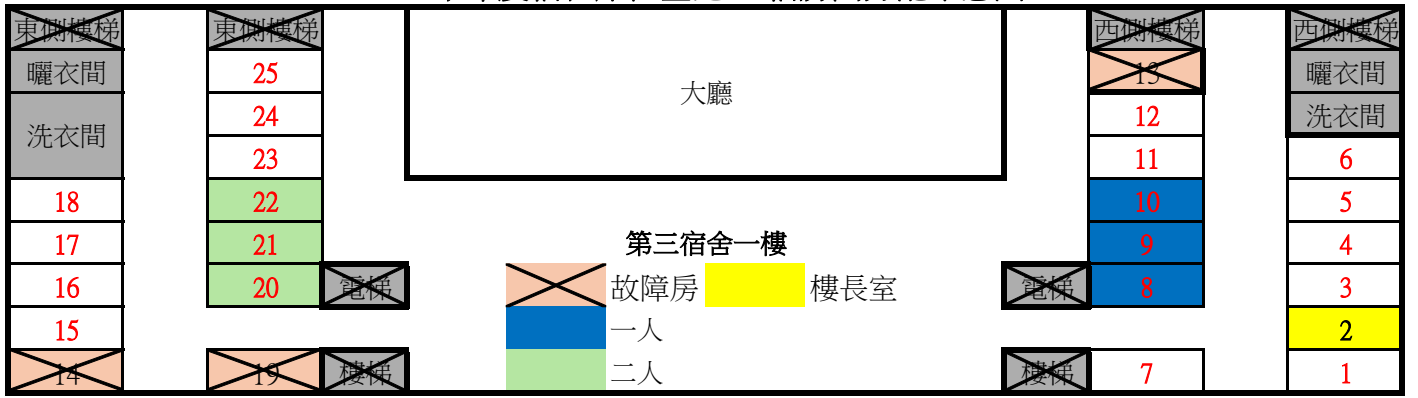 東側樓梯 東側樓梯 西側樓梯 西側樓梯
曬衣間 25 大廳 13 曬衣間
洗衣間 24 12 洗衣間
23 11 6
18 22 10 5
17 21 第三宿舍一樓 9 4
16 20 電梯 故障房 樓長室 電梯 8 3
15 一人 2
14 19 樓梯 二人 樓梯 7 1